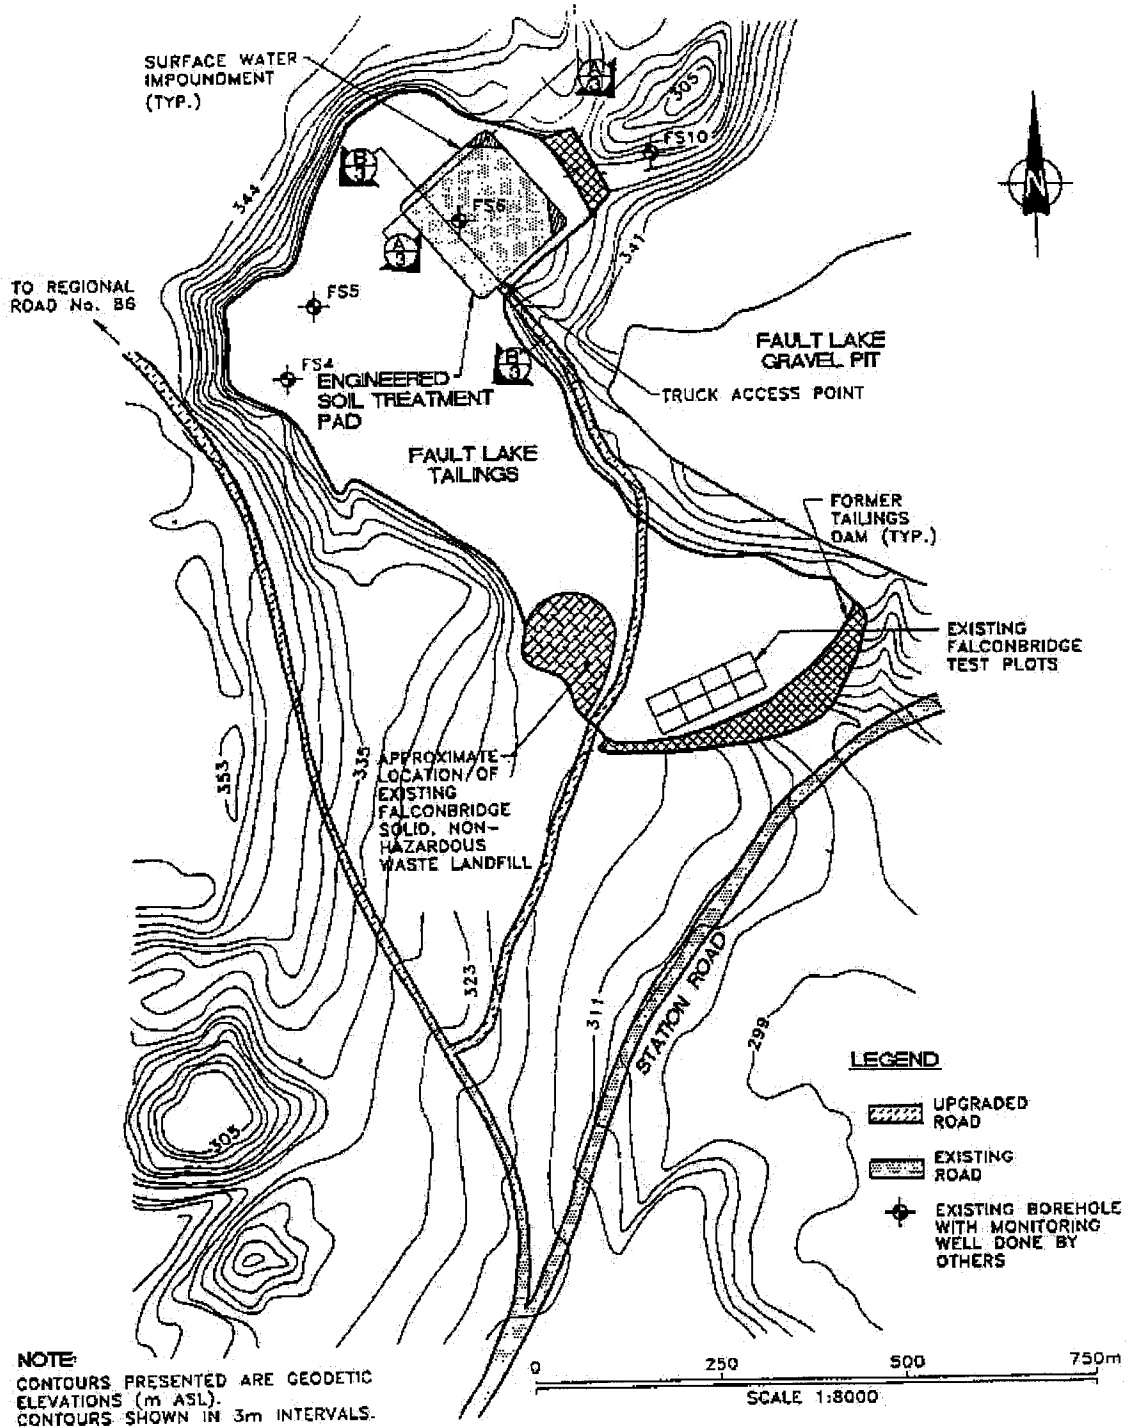 SURFACE WATER
IMPOUNDMENT
(TYP.)
A
3
305
FS10
B
3
N
344
FS6
A
3
341
TO REGIONAL
ROAD No. 86
FS5
FAULT LAKE
GRAVEL PIT
B
3
FS4
ENGINEERED
SOIL TREATMENT
PAD
TRUCK ACCESS POINT
FAULT LAKE
TAILINGS
FORMER
TAILINGS
DAM (TYP.)
EXISTING
FALCONBRIDGE
TEST PLOTS
353
335
APPROXIMATE
LOCATION OF
EXISTING
FALCONBRIDGE
SOLID, NON-
HAZARDOUS
WASTE LANDFILL
323
311
STATION ROAD
299
LEGEND
UPGRADED
ROAD
305
EXISTING
ROAD
EXISTING BOREHOLE
WITH MONITORING
WELL DONE BY
OTHERS
NOTE:
CONTOURS PRESENTED ARE GEODETIC
ELEVATIONS (m ASL).
CONTOURS SHOWN IN 3m INTERVALS.
0 250 500 750m
SCALE 1:8000